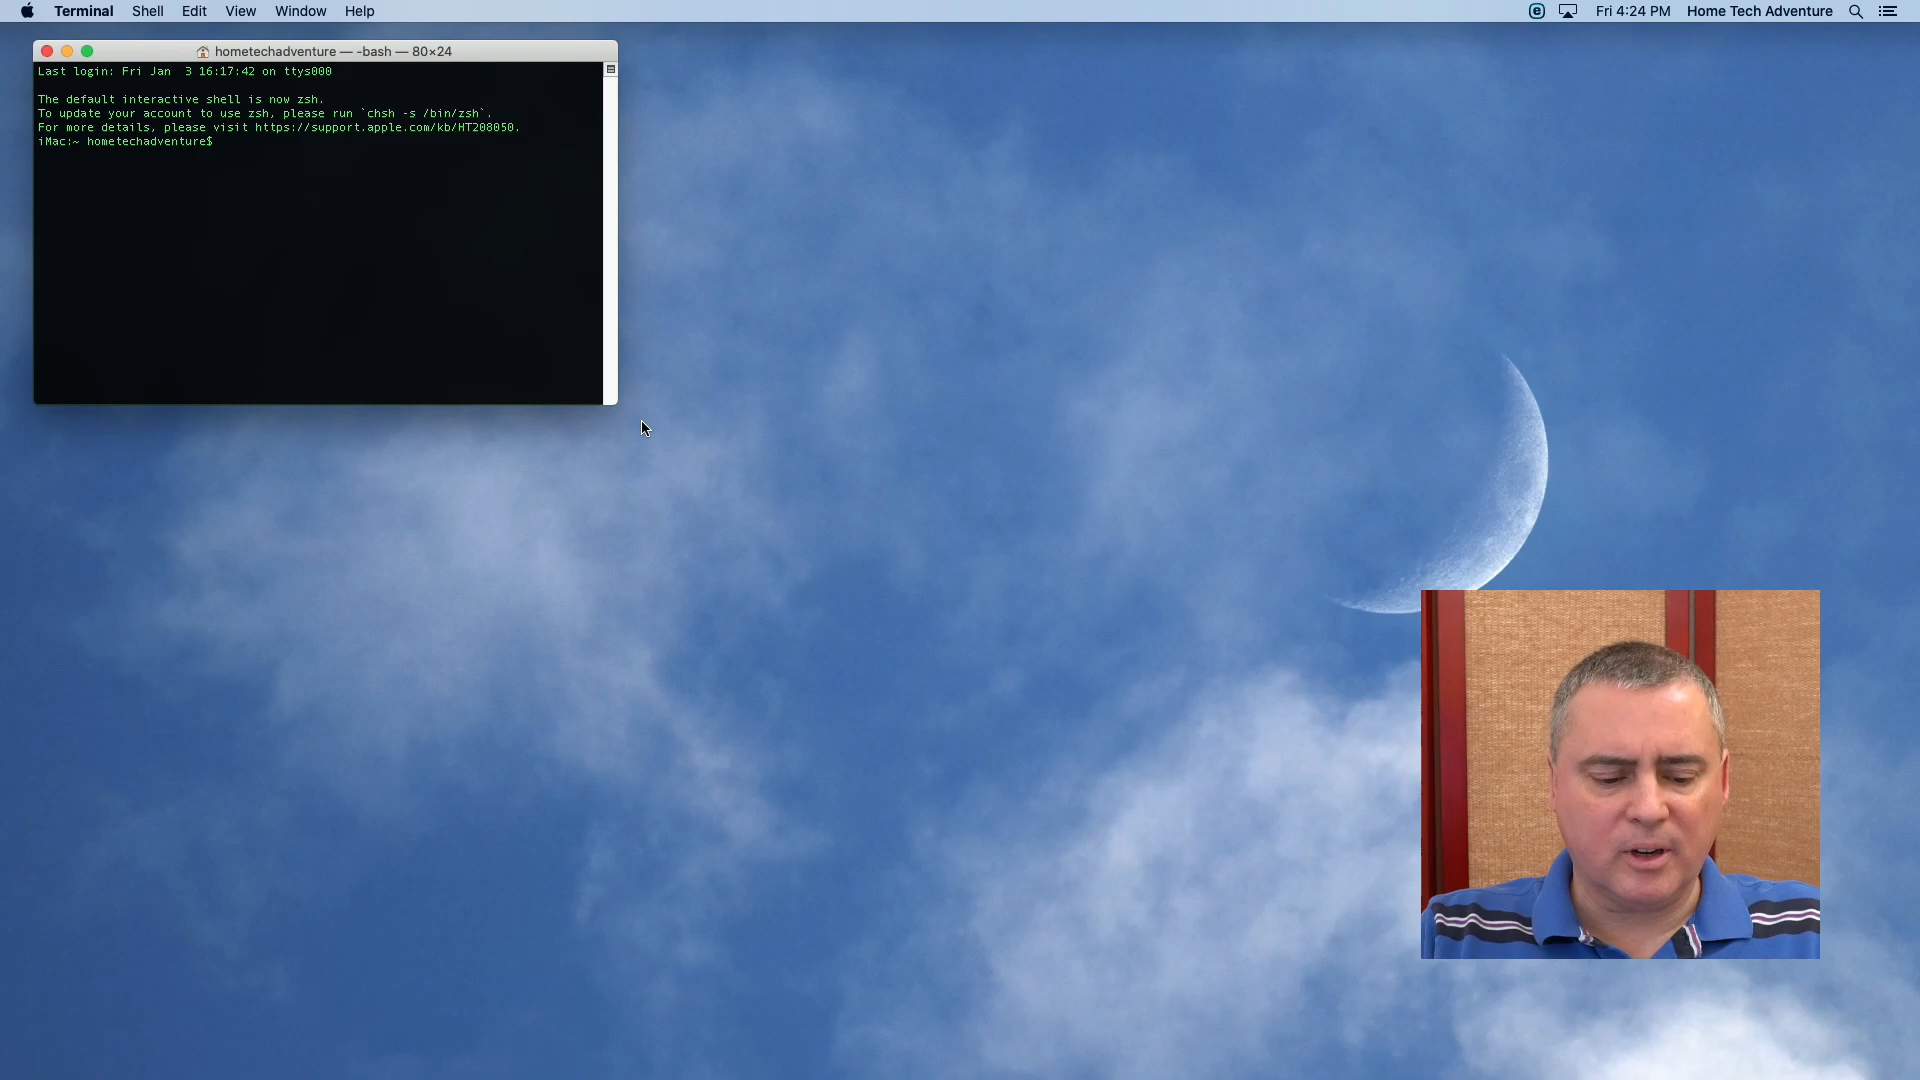 Terminal Shell Edit View Window Help
Fri 4:24 PM Home Tech Adventure
hometechadventure — -bash — 80×24
Last login: Fri Jan  3 16:17:42 on ttys000
The default interactive shell is now zsh.
To update your account to use zsh, please run `chsh -s /bin/zsh`.
For more details, please visit https://support.apple.com/kb/HT208050.
iMac:~ hometechadventure$